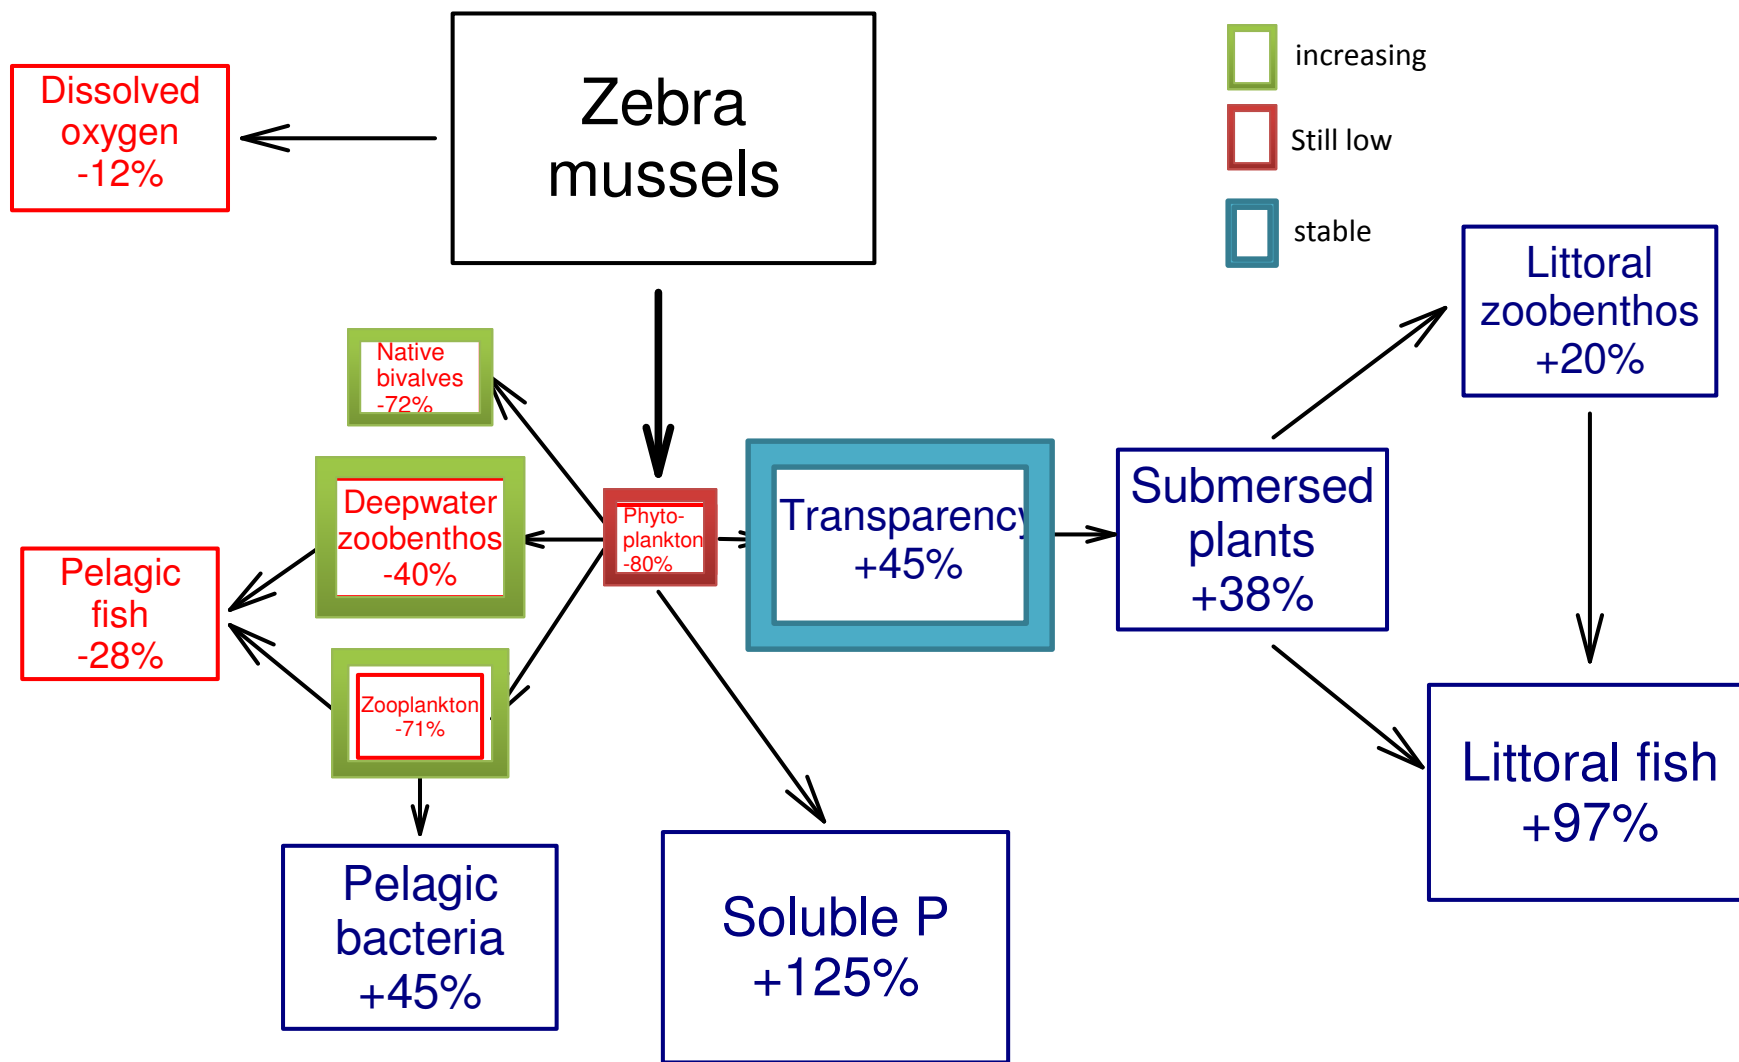 Dissolved
oxygen
-12%
Zebra
mussels
increasing
Still low
stable
Littoral
zoobenthos
+20%
Native
bivalves
-72%
Deepwater
zoobenthos
-40%
Phyto-
plankton
-80%
Transparency
+45%
Submersed
plants
+38%
Pelagic
fish
-28%
Zooplankton
-71%
Littoral fish
+97%
Pelagic
bacteria
+45%
Soluble P
+125%